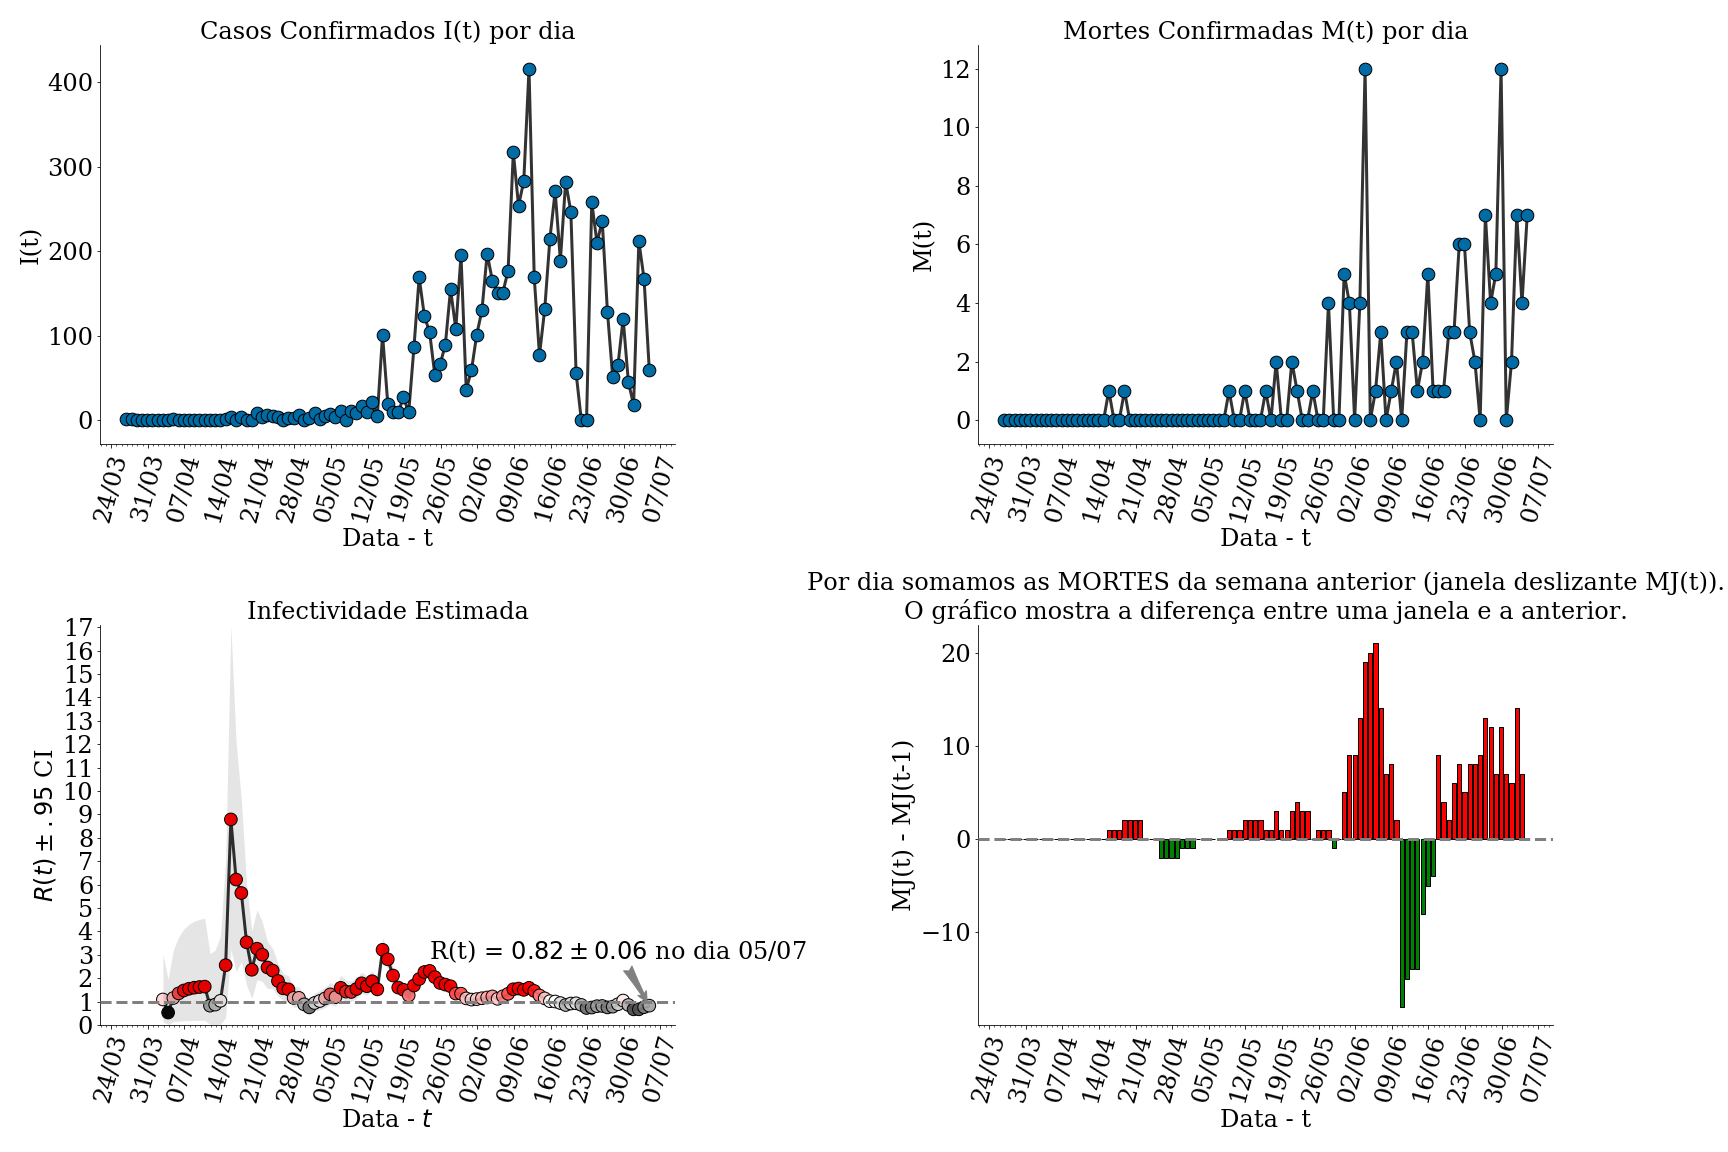 Casos Confirmados I(t) por dia
I(t)
400
300
200
100
0
24/03 31/03 07/04 14/04 21/04 28/04 05/05 12/05 19/05 26/05 02/06 09/06 16/06 23/06 30/06 07/07
Data - t
Mortes Confirmadas M(t) por dia
M(t)
12
10
8
6
4
2
0
24/03 31/03 07/04 14/04 21/04 28/04 05/05 12/05 19/05 26/05 02/06 09/06 16/06 23/06 30/06 07/07
Data - t
Infectividade Estimada
R(t) ± .95 CI
17
16
15
14
13
12
11
10
9
8
7
6
5
4
3
2
1
0
R(t) = 0.82 ± 0.06 no dia 05/07
24/03 31/03 07/04 14/04 21/04 28/04 05/05 12/05 19/05 26/05 02/06 09/06 16/06 23/06 30/06 07/07
Data - t
Por dia somamos as MORTES da semana anterior (janela deslizante MJ(t)).
O gráfico mostra a diferença entre uma janela e a anterior.
MJ(t) - MJ(t-1)
20
10
0
−10
24/03 31/03 07/04 14/04 21/04 28/04 05/05 12/05 19/05 26/05 02/06 09/06 16/06 23/06 30/06 07/07
Data - t